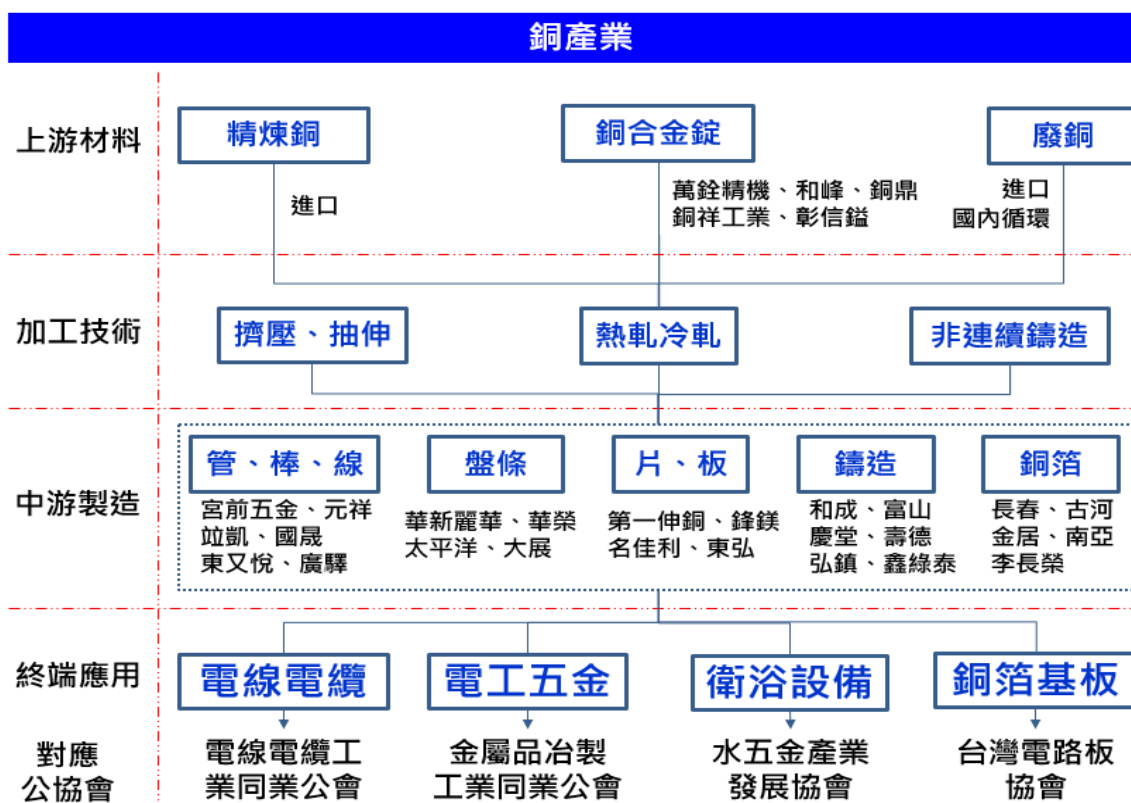 銅產業
上游材料
精煉銅
銅合金錠
廢銅
進口
萬銓精機、和峰、銅鼎
銅祥工業、彰信鎰
進口
國內循環
加工技術
擠壓、抽伸
熱軋冷軋
非連續鑄造
中游製造
管、棒、線
盤條
片、板
鑄造
銅箔
宮前五金、元祥
竝凱、國晟
東又悅、廣驛
華新麗華、華榮
太平洋、大展
第一伸銅、鋒鎂
名佳利、東弘
和成、富山
慶堂、壽德
弘鎮、鑫綠泰
長春、古河
金居、南亞
李長榮
終端應用
電線電纜
電工五金
衛浴設備
銅箔基板
對應
公協會
電線電纜工
業同業公會
金屬品冶製
工業同業公會
水五金產業
發展協會
台灣電路板
協會